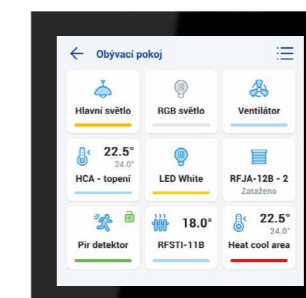 Obývací pokoj
Hlavní světlo
RGB světlo
Ventilátor
22.5°
24.0°
HCA - topení
LED White
RFJA-12B - 2
Zataženo
Pir detektor
18.0°
RFSTI-11B
22.5°
24.0°
Heat cool area